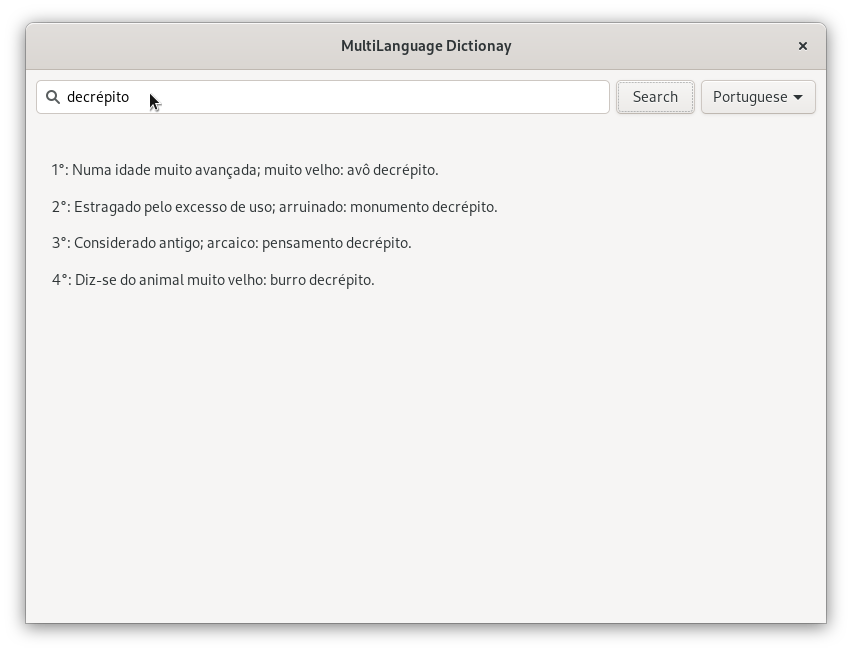 MultiLanguage Dictionay
decrépito Search Portuguese
1°: Numa idade muito avançada; muito velho: avô decrépito.
2°: Estragado pelo excesso de uso; arruinado: monumento decrépito.
3°: Considerado antigo; arcaico: pensamento decrépito.
4°: Diz-se do animal muito velho: burro decrépito.